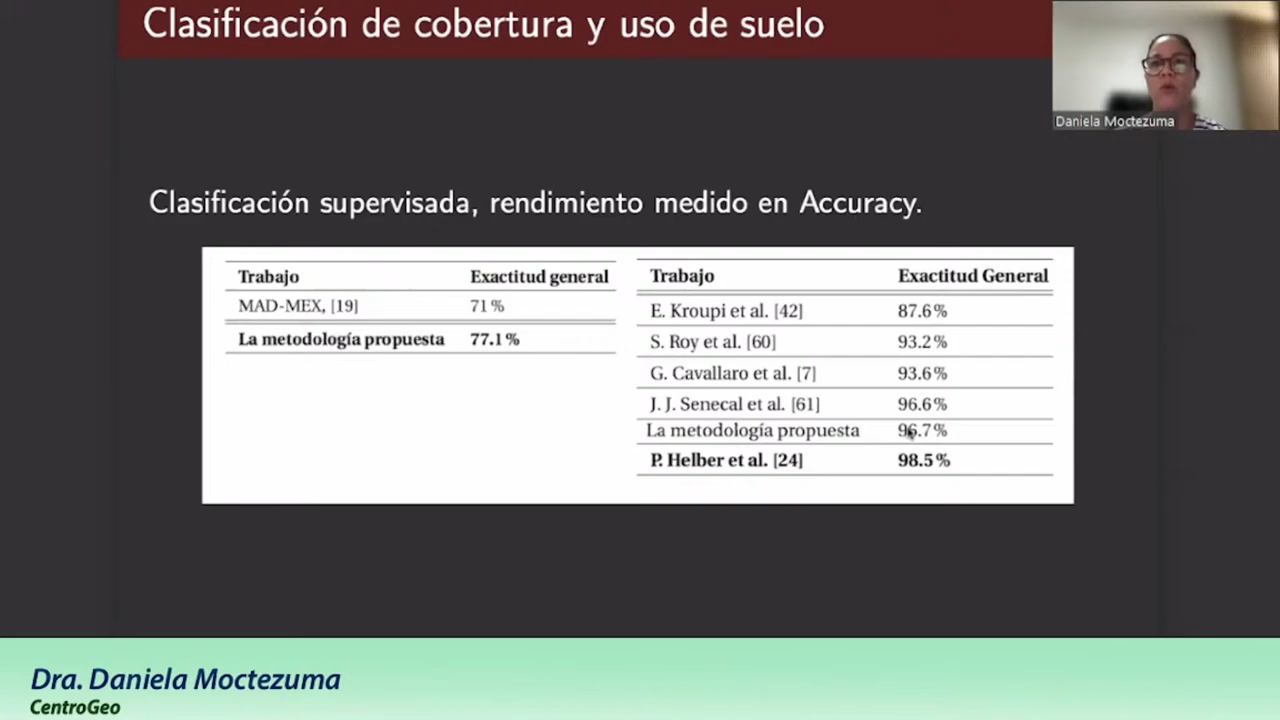 Clasificación de cobertura y uso de suelo
Daniela Moctezuma
Clasificación supervisada, rendimiento medido en Accuracy.
Trabajo Exactitud general
MAD-MEX, [19] 71%
La metodología propuesta 77.1%
Trabajo Exactitud General
E. Kroupi et al. [42] 87.6%
S. Roy et al. [60] 93.2%
G. Cavallaro et al. [7] 93.6%
J. J. Senecal et al. [61] 96.6%
La metodología propuesta 96.7%
P. Helber et al. [24] 98.5%
Dra. Daniela Moctezuma
CentroGeo